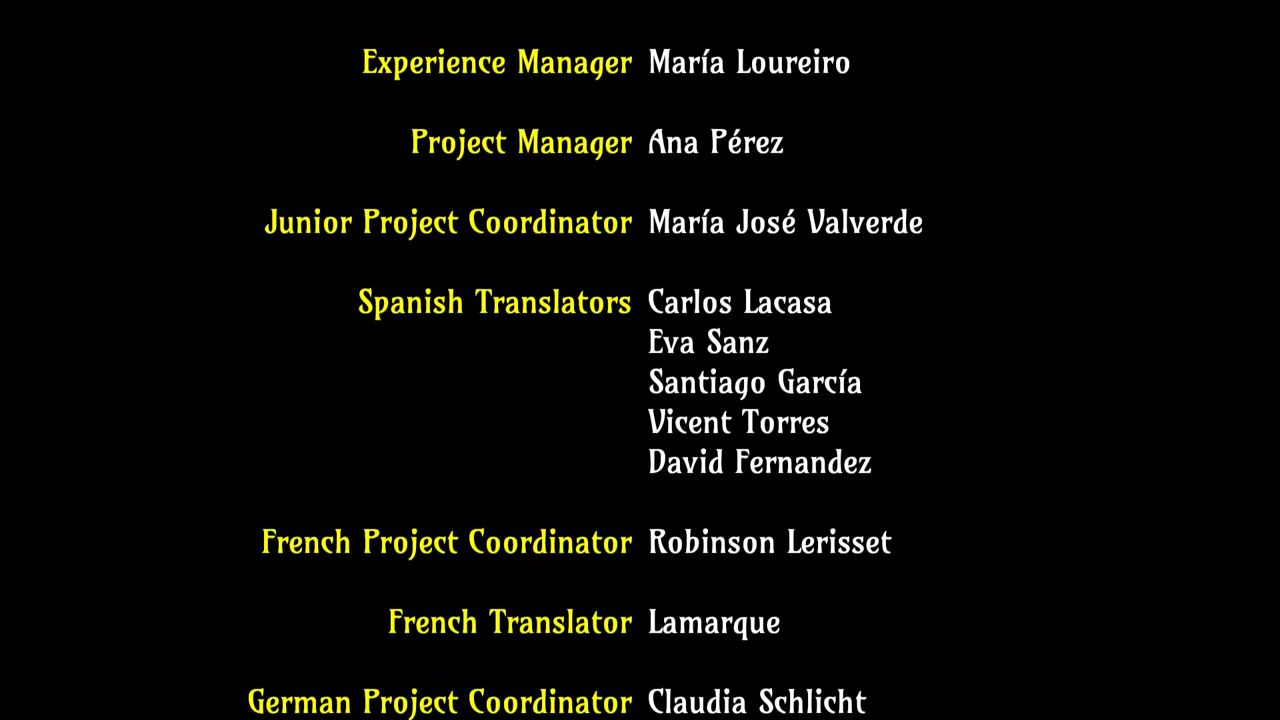 Experience Manager María Loureiro
Project Manager Ana Pérez
Junior Project Coordinator María José Valverde
Spanish Translators Carlos Lacasa
Eva Sanz
Santiago García
Vicent Torres
David Fernandez
French Project Coordinator Robinson Lerisset
French Translator Lamarque
German Project Coordinator Claudia Schlicht